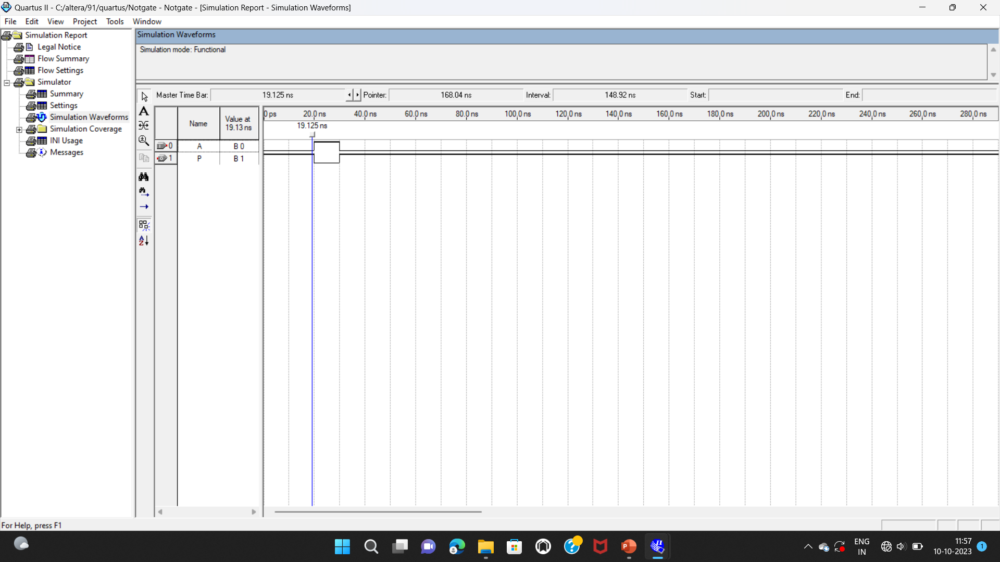 Quartus II - C:/altera/91/quartus/Notgate - Notgate - [Simulation Report - Simulation Waveforms]
File Edit View Project Tools Window
Simulation Report
Legal Notice
Flow Summary
Flow Settings
Simulator
Summary
Settings
Simulation Waveforms
Simulation Coverage
INI Usage
Messages
Simulation Waveforms
Simulation mode: Functional
Master Time Bar: 19.125 ns Pointer: 168.04 ns Interval: 148.92 ns Start: End:
Name Value at 19.13 ns
0 ps 20.0 ns 40.0 ns 60.0 ns 80.0 ns 100.0 ns 120.0 ns 140.0 ns 160.0 ns 180.0 ns 200.0 ns 220.0 ns 240.0 ns 260.0 ns 280.0 ns
19.125 ns
0 A B 0
1 P B 1
For Help, press F1
ENG
IN
11:57
10-10-2023
1